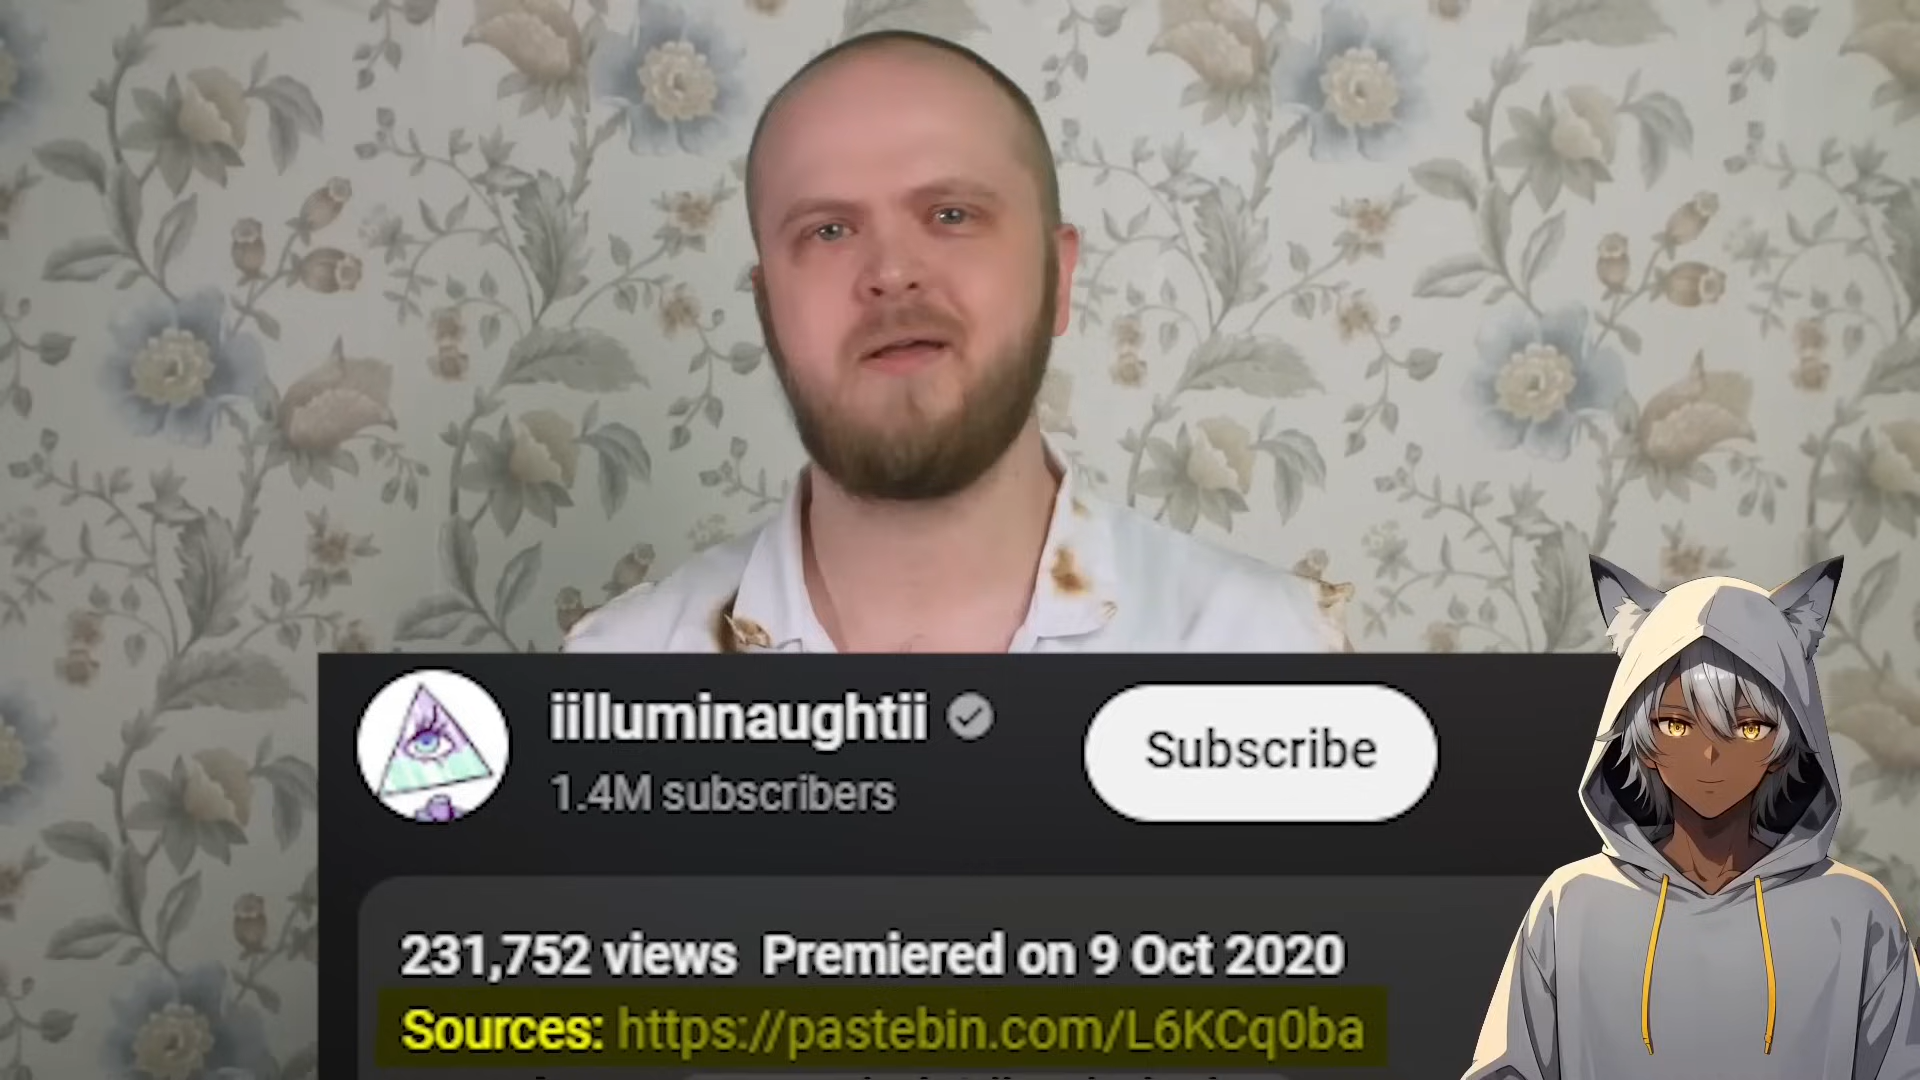 iilluminaughtii
1.4M subscribers
Subscribe
231,752 views Premiered on 9 Oct 2020
Sources: https://pastebin.com/L6KCq0ba